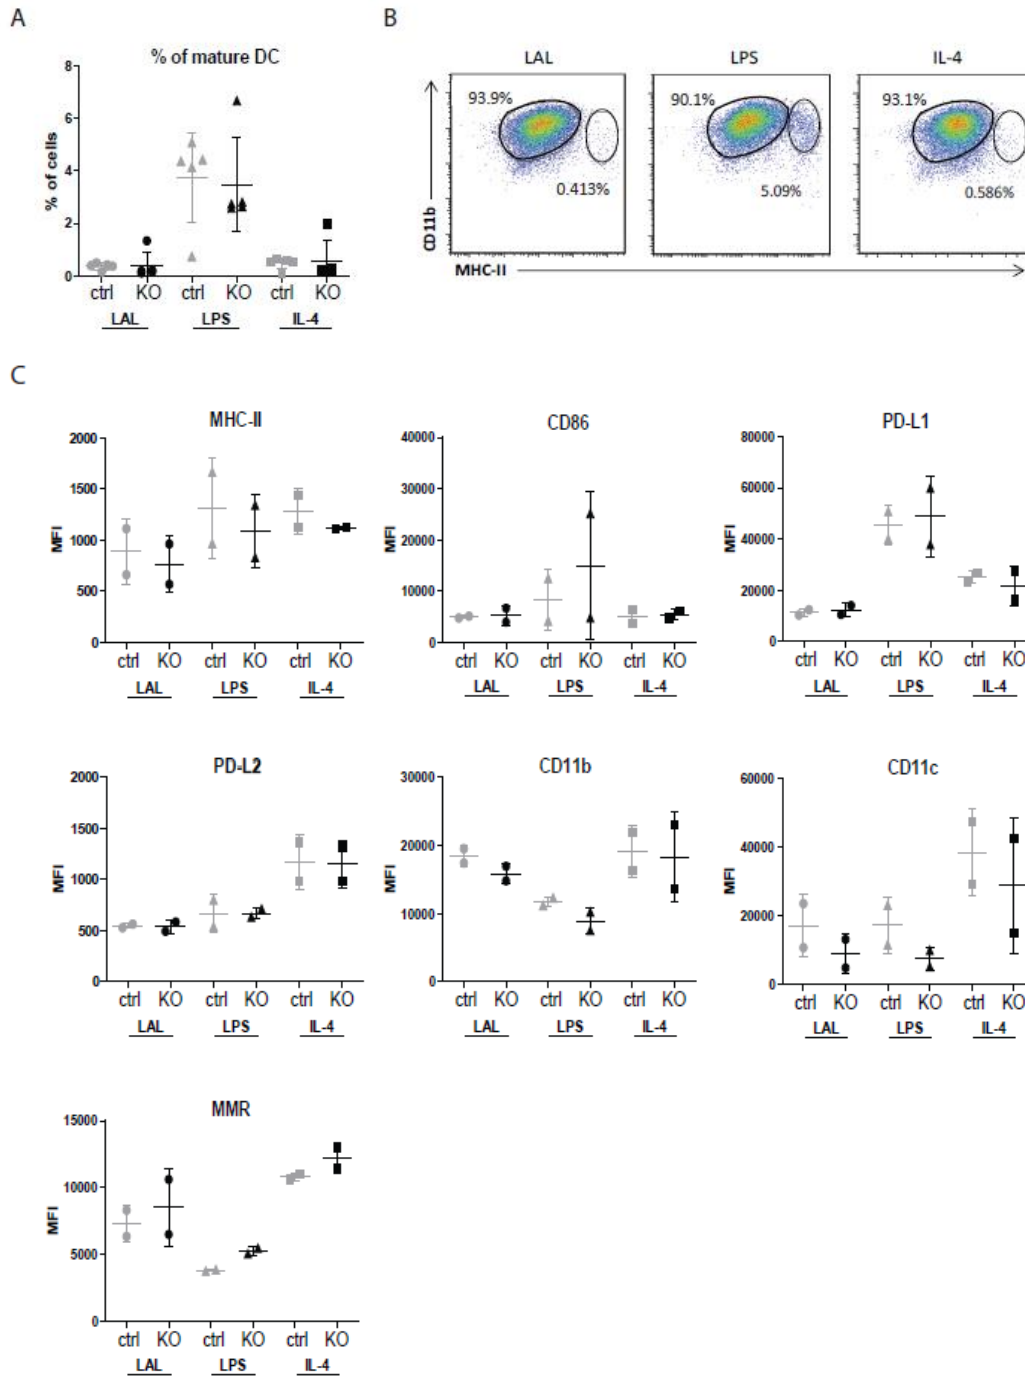 A
% of mature DC
8
6
4
2
0
% of cells
ctrl KO ctrl KO ctrl KO
LAL LPS IL-4
B
LAL LPS IL-4
93.9% 90.1% 93.1%
0.413% 5.09% 0.586%
CD11b
MHC-II
C
MHC-II
2000
1500
1000
500
0
MFI
ctrl KO ctrl KO ctrl KO
LAL LPS IL-4
CD86
40000
30000
20000
10000
0
MFI
ctrl KO ctrl KO ctrl KO
LAL LPS IL-4
PD-L1
80000
60000
40000
20000
0
MFI
ctrl KO ctrl KO ctrl KO
LAL LPS IL-4
PD-L2
2000
1500
1000
500
0
MFI
ctrl KO ctrl KO ctrl KO
LAL LPS IL-4
CD11b
30000
20000
10000
0
MFI
ctrl KO ctrl KO ctrl KO
LAL LPS IL-4
CD11c
60000
40000
20000
0
MFI
ctrl KO ctrl KO ctrl KO
LAL LPS IL-4
MMR
15000
10000
5000
0
MFI
ctrl KO ctrl KO ctrl KO
LAL LPS IL-4